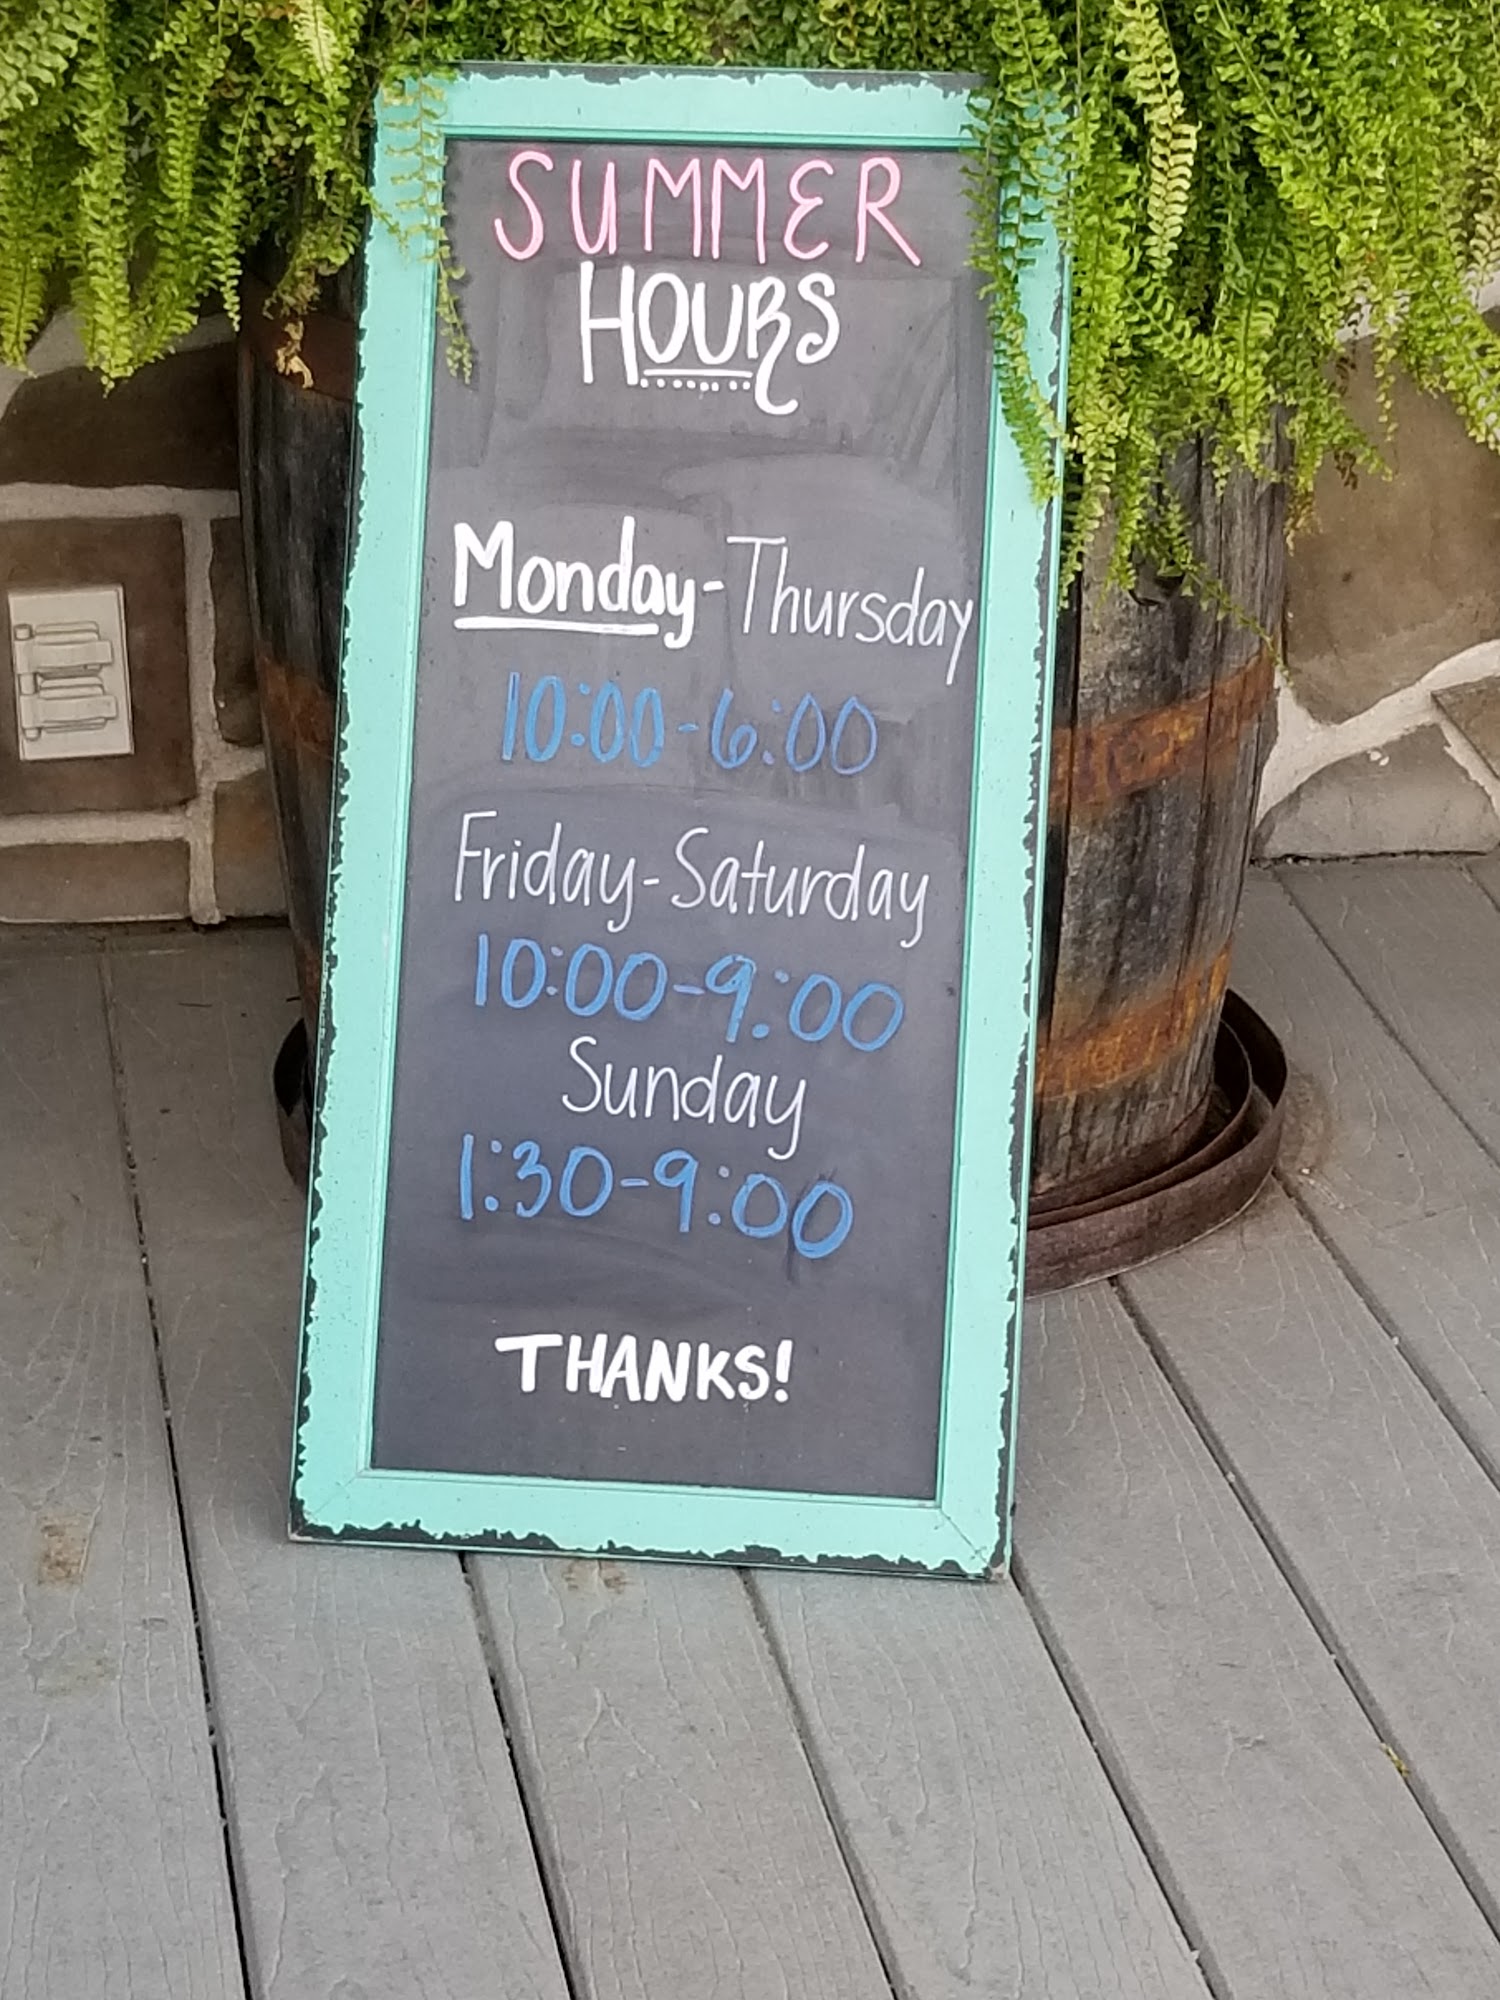 SUMMER
HOURS
Monday-Thursday
10:00-6:00
Friday-Saturday
10:00-9:00
Sunday
1:30-9:00
THANKS!